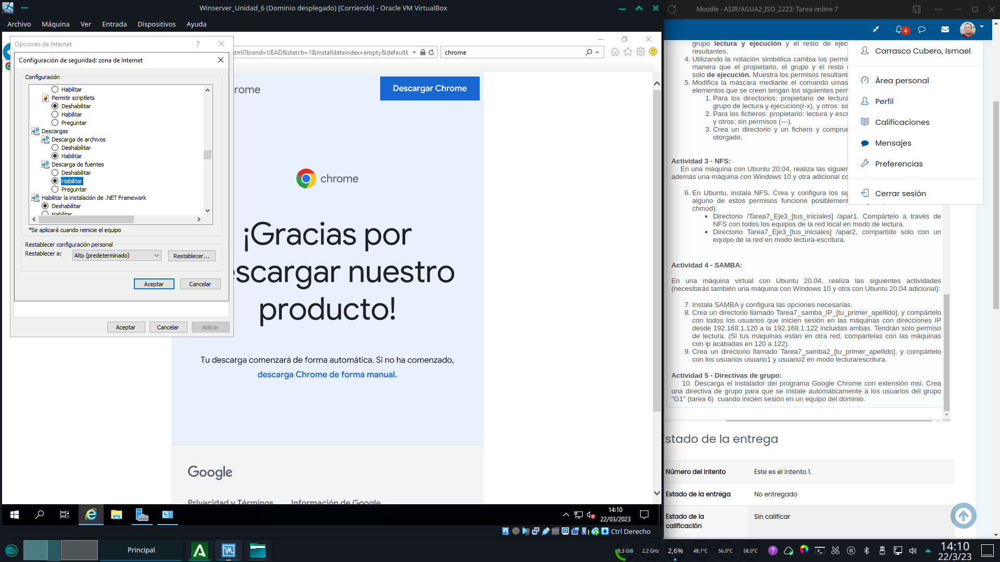 Winserver_Unidad_6 (Dominio desplegado) [Corriendo] - Oracle VM VirtualBox
Archivo Máquina Ver Entrada Dispositivos Ayuda
Opciones de Internet
?
Configuración de seguridad: zona de Internet
Configuración
Habilitar
Permitir scriptlets
Deshabilitar
Habilitar
Preguntar
Descargas
Descarga de archivos
Deshabilitar
Habilitar
Descarga de fuentes
Deshabilitar
Habilitar
Preguntar
Habilitar la instalación de .NET Framework
Deshabilitar
Habilitar
*Se aplicará cuando reinicie el equipo
Restablecer configuración personal
Restablecer a:
Alto (predeterminado)
Restablecer...
Aceptar
Cancelar
Aceptar
Cancelar
Aplicar
html?brand=UEAD&statcb=1&installdataindex=empty&default
chrome
rome
Descargar Chrome
chrome
¡Gracias por
escargar nuestro
producto!
Tu descarga comenzará de forma automática. Si no ha comenzado,
descarga Chrome de forma manual.
Google
Privacidad y Términos
Información de Google
14:10
22/03/2023
Ctrl Derecho
Moodle - ASIR/AGUA2_ISO_2223: Tarea online 7
4
grupo lectura y ejecución y el resto de ejec
resultantes.
4. Utilizando la notación simbólica cambia los permis
manera que el propietario, el grupo y el resto
solo de ejecución. Muestra los permisos resultant
5. Modifica la máscara mediante el comando umas
elementos que se creen tengan los siguientes perm
1. Para los directorios: propietario de lectura
grupo de lectura y ejecución(r-x), y otros: sin
2. Para los ficheros: propietario: lectura y escr
y otros: sin permisos (---).
3. Crea un directorio y un fichero y comprue
otorgado.
Actividad 3 - NFS:
En una máquina con Ubuntu 20.04, realiza las siguien
además una máquina con Windows 10 y otra adicional co
6. En Ubuntu, instala NFS. Crea y configura los sig
alguno de estos permisos funcione posiblement
chmod):
Directorio /Tarea7_Eje3_[tus_iniciales] /apar1. Compártelo a través de
NFS con todos los equipos de la red local en modo de lectura.
Directorio Tarea7_Eje3_[tus_iniciales] /apar2, compartido solo con un
equipo de la red en modo lectura-escritura.
Actividad 4 - SAMBA:
En una máquina virtual con Ubuntu 20.04, realiza las siguientes actividades
(necesitarás también una máquina con Windows 10 y otra con Ubuntu 20.04 adicional):
7. Instala SAMBA y configura las opciones necesarias.
8. Crea un directorio llamado Tarea7_samba_IP_[tu_primer_apellido], y compártelo
con todos los usuarios que inicien sesión en las máquinas con direcciones IP
desde 192.168.1.120 a la 192.168.1.122 incluidas ambas. Tendrán solo permiso
de lectura. (Si tus máquinas están en otra red, compártelas con las máquinas
con ip acabadas en 120 a 122).
9. Crea un directorio llamado Tarea7_samba2_[tu_primer_apellido], y compártelo
con los usuarios usuario1 y usuario2 en modo lectura/escritura.
Actividad 5 - Directivas de grupo:
10. Descarga el instalador del programa Google Chrome con extensión msi. Crea
una directiva de grupo para que se instale automáticamente a los usuarios del grupo
"G1" (tarea 6) cuando inicien sesión en un equipo del dominio.
Carrasco Cubero, Ismael
Área personal
Perfil
Calificaciones
Mensajes
Preferencias
Cerrar sesión
Estado de la entrega
Número del intento
Este es el intento 1.
Estado de la entrega
No entregado
Estado de la
calificación
Sin calificar
Principal
8,3 GiB
2,2 GHz
2,6%
48,1°C
56,0°C
58,0°C
14:10
22/3/23